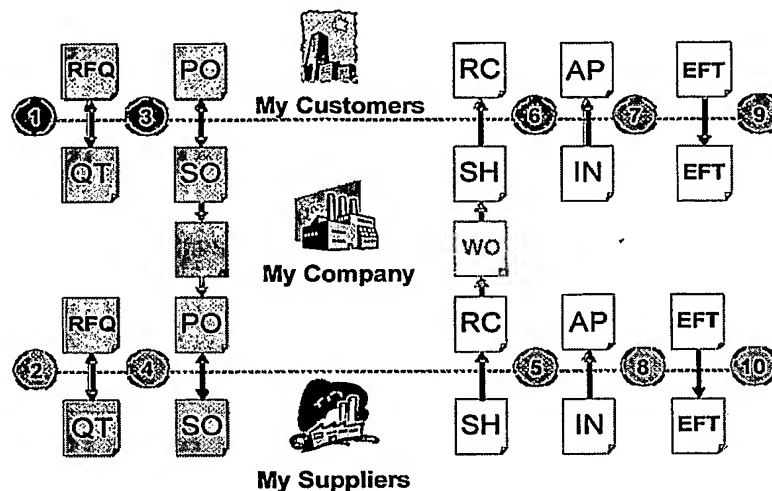 RFQ PO RC AP EFT
My Customers
1 3 6 7 9
QT SO SH IN EFT
WO
My Company
RFQ PO RC AP EFT
2 4 5 8 10
QT SO SH IN EFT
My Suppliers